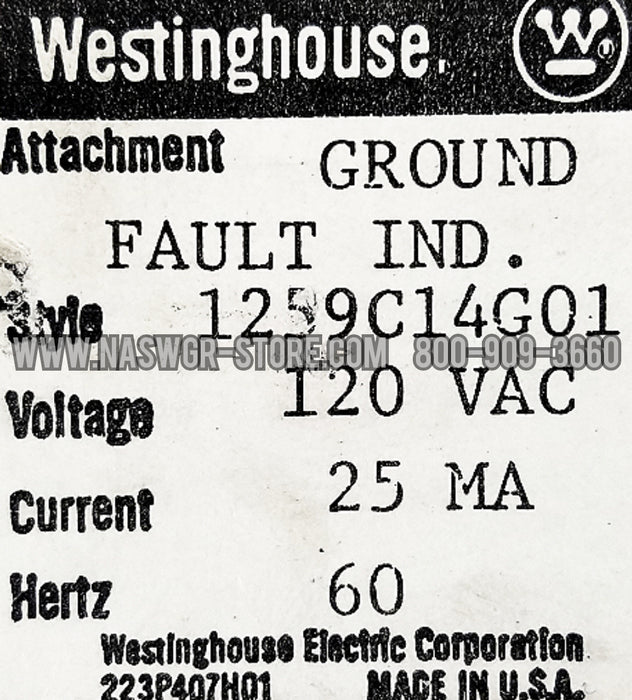 Westinghouse
W
Attachment GROUND
FAULT IND.
Style
WWW.NASWGR-STORE.COM 800-909-3660
Voltage 120 VAC
Current 25 MA
Hertz 60
Westinghouse Electric Corporation
223P407H01 MADE IN U.S.A.